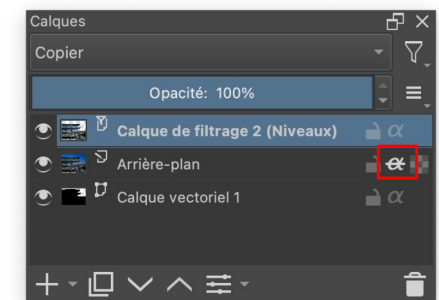 Calques
Copier
Opacité: 100%
Calque de filtrage 2 (Niveaux)
α
Arrière-plan
α
Calque vectoriel 1
α